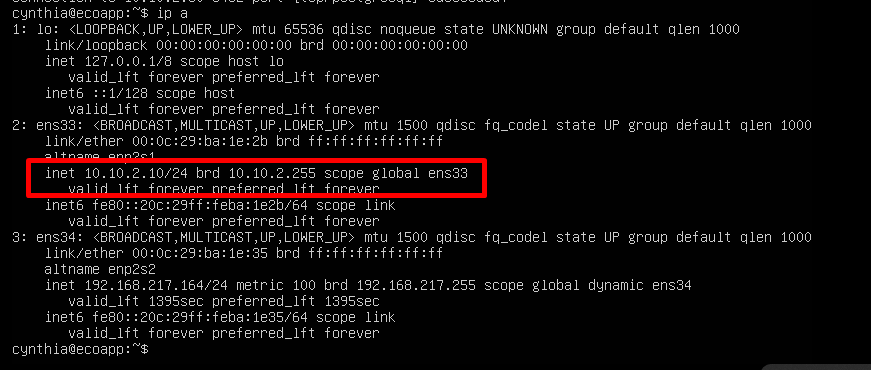 cynthia@ecoapp:~$ ip a
1: lo: <LOOPBACK,UP,LOWER_UP> mtu 65536 qdisc noqueue state UNKNOWN group default qlen 1000
link/loopback 00:00:00:00:00:00 brd 00:00:00:00:00:00
inet 127.0.0.1/8 scope host lo
valid_lft forever preferred_lft forever
inet6 ::1/128 scope host
valid_lft forever preferred_lft forever
2: ens33: <BROADCAST,MULTICAST,UP,LOWER_UP> mtu 1500 qdisc fq_codel state UP group default qlen 1000
link/ether 00:0c:29:ba:1e:2b brd ff:ff:ff:ff:ff:ff
altname enp2s1
inet 10.10.2.10/24 brd 10.10.2.255 scope global ens33
valid_lft forever preferred_lft forever
inet6 fe80::20c:29ff:feba:1e2b/64 scope link
valid_lft forever preferred_lft forever
3: ens34: <BROADCAST,MULTICAST,UP,LOWER_UP> mtu 1500 qdisc fq_codel state UP group default qlen 1000
link/ether 00:0c:29:ba:1e:35 brd ff:ff:ff:ff:ff:ff
altname enp2s2
inet 192.168.217.164/24 metric 100 brd 192.168.217.255 scope global dynamic ens34
valid_lft 1395sec preferred_lft 1395sec
inet6 fe80::20c:29ff:feba:1e35/64 scope link
valid_lft forever preferred_lft forever
cynthia@ecoapp:~$